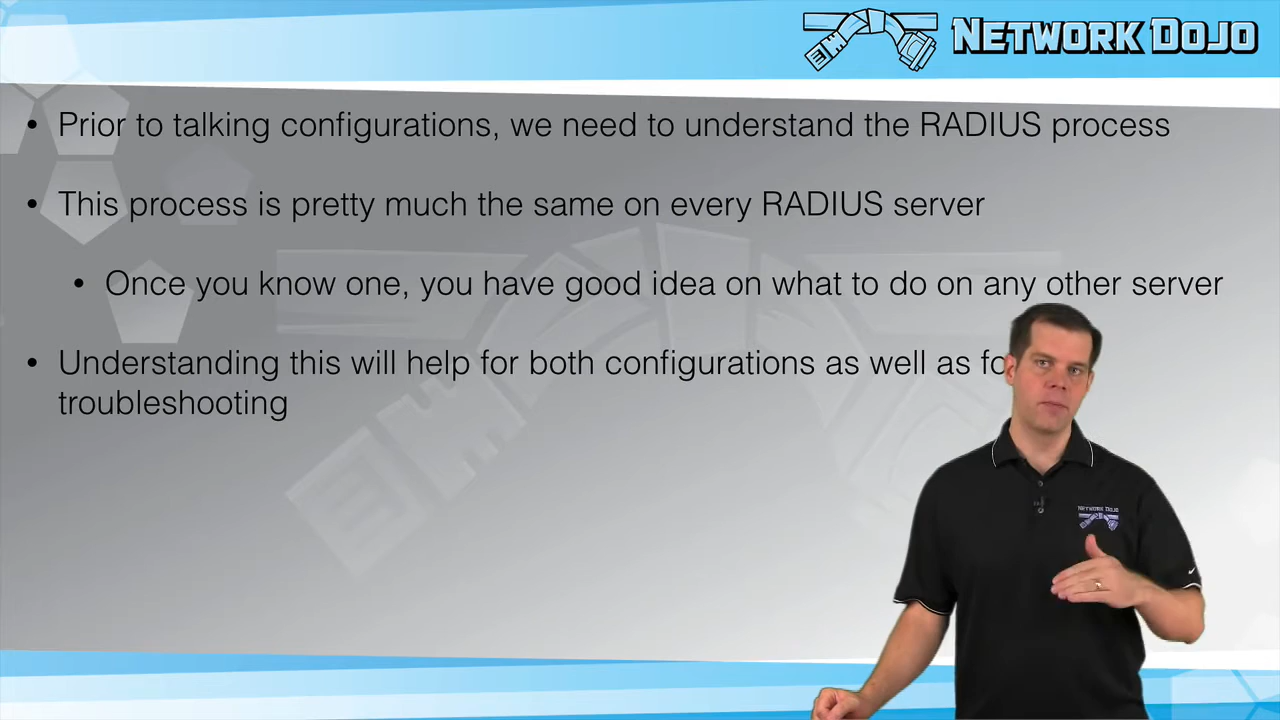 NETWORK DOJO
• Prior to talking configurations, we need to understand the RADIUS process
• This process is pretty much the same on every RADIUS server
• Once you know one, you have good idea on what to do on any other server
• Understanding this will help for both configurations as well as fo
troubleshooting
NETWORK DOJO